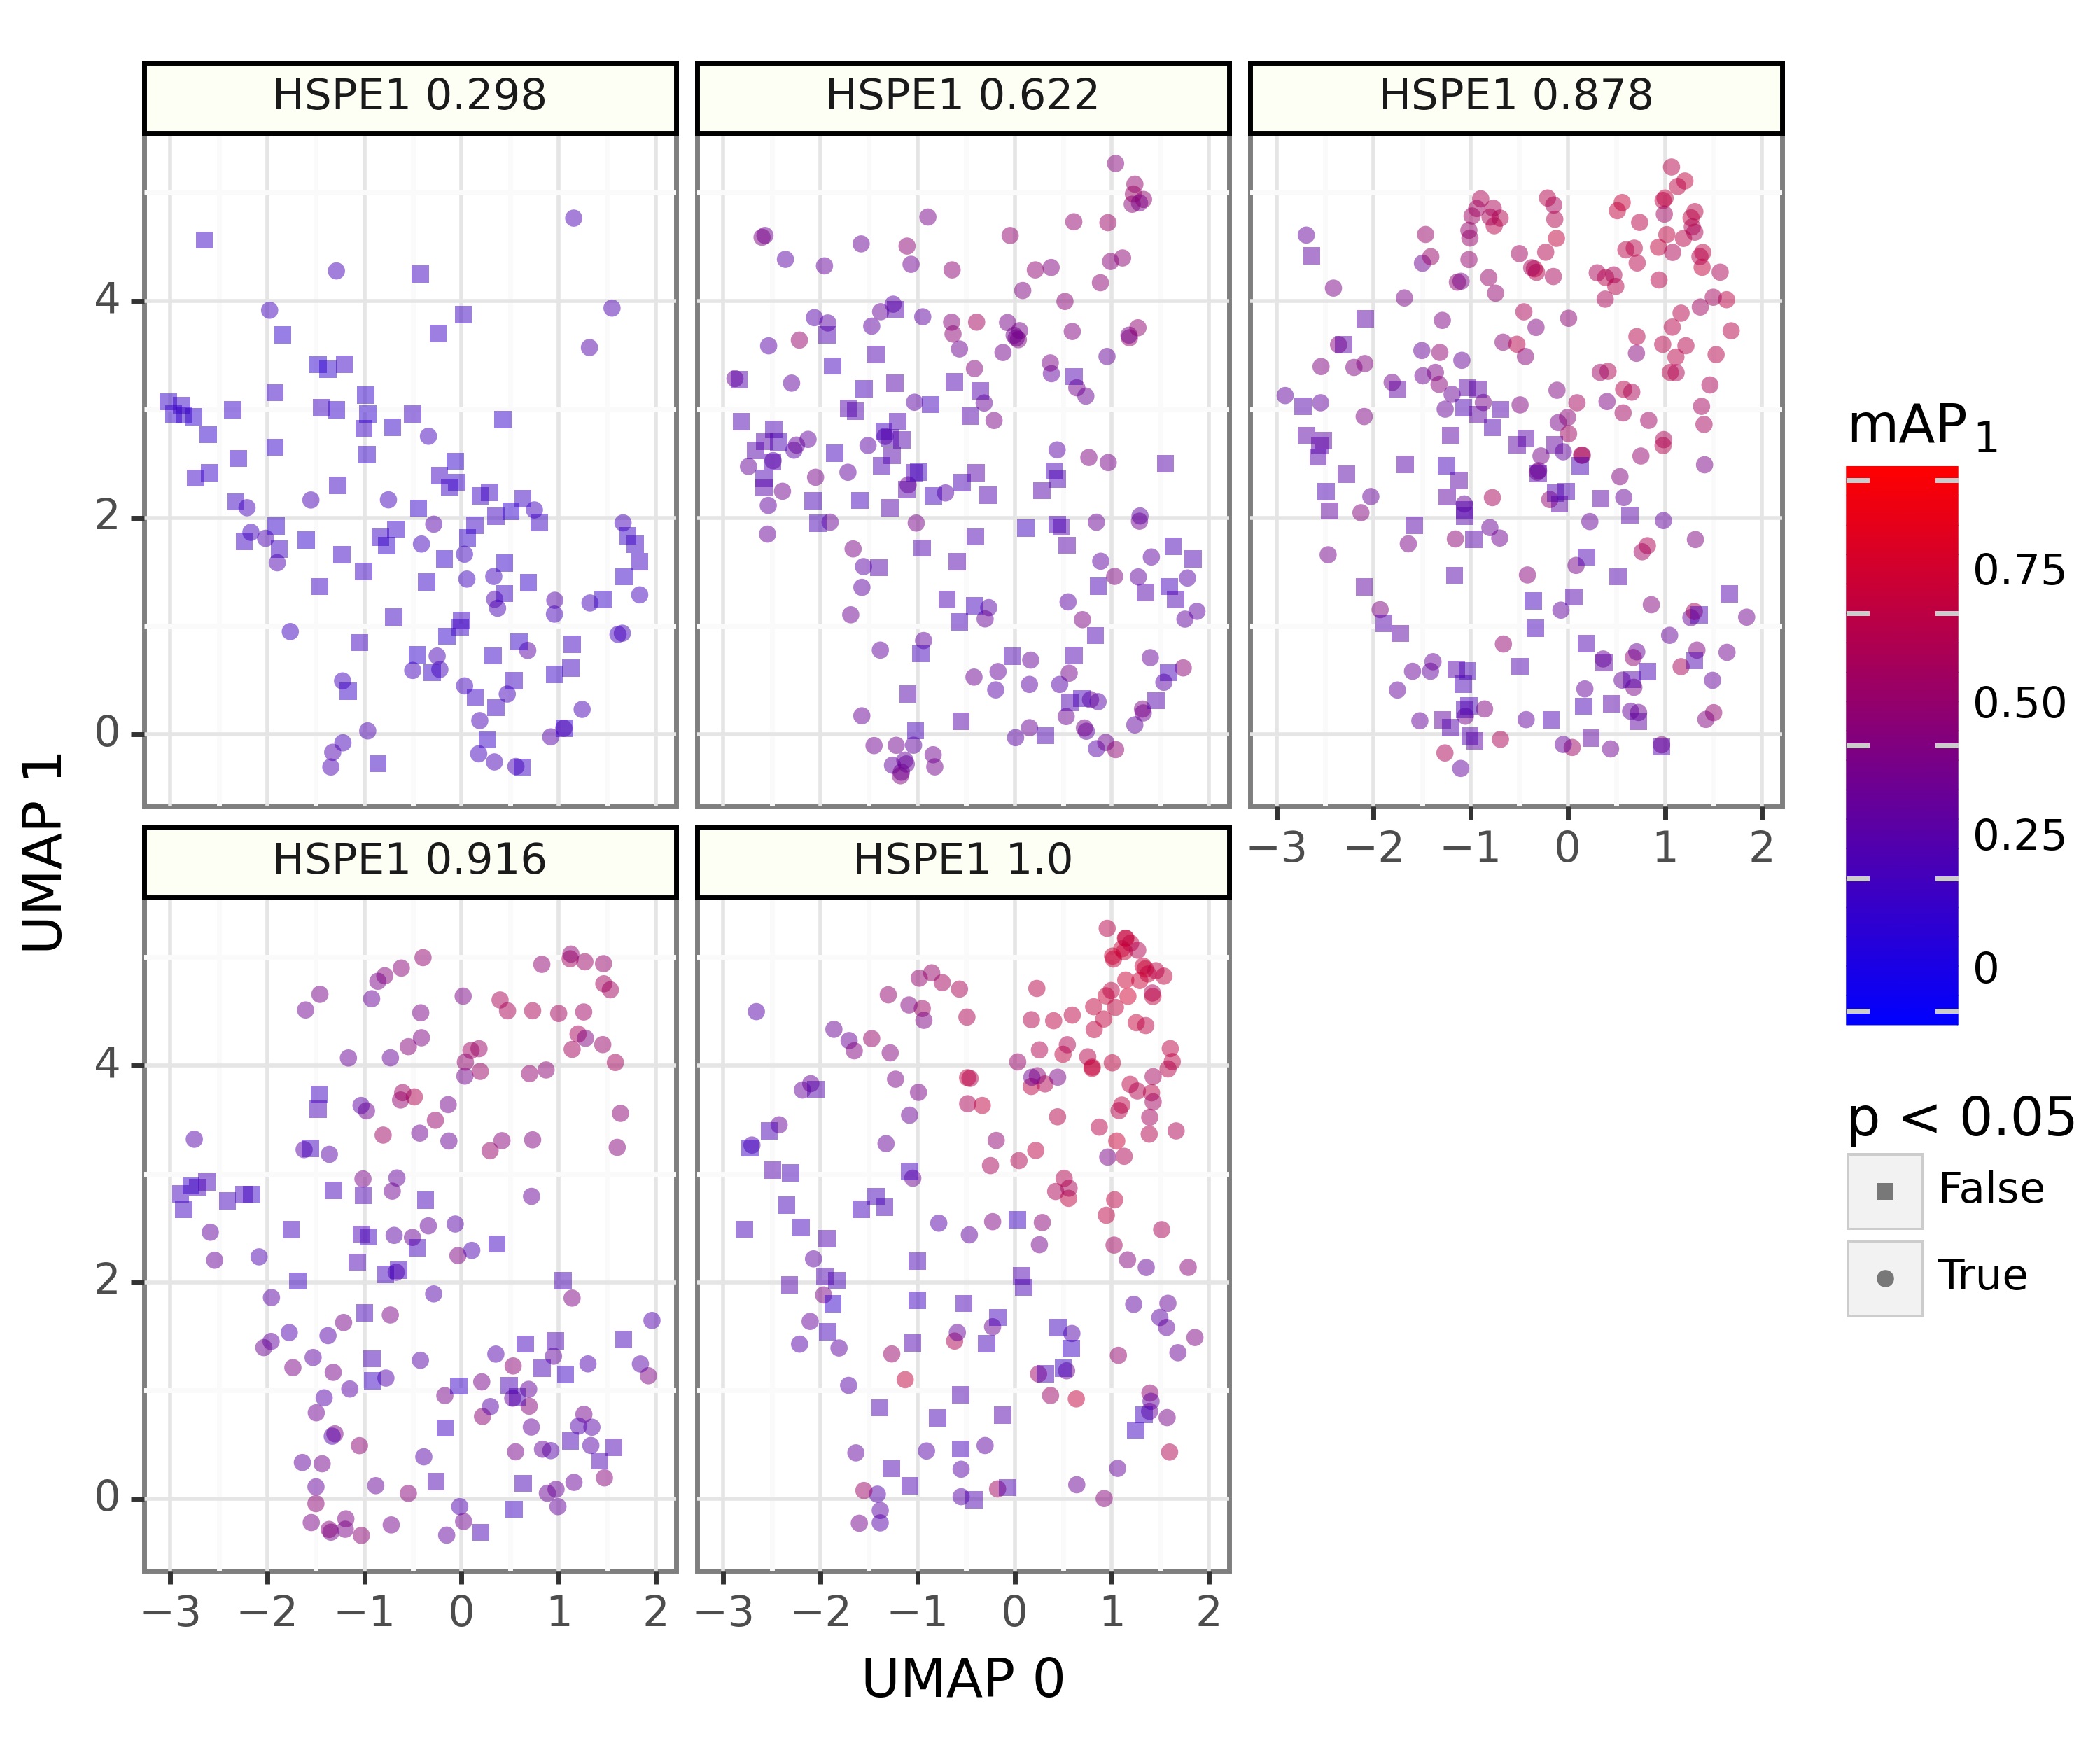 HSPE1 0.298
HSPE1 0.622
HSPE1 0.878
4
2
0
−3 −2 −1 0 1 2
HSPE1 0.916
HSPE1 1.0
4
2
0
−3 −2 −1 0 1 2
−3 −2 −1 0 1 2
UMAP 1
UMAP 0
mAP
1
0.75
0.50
0.25
0
p < 0.05
False
True